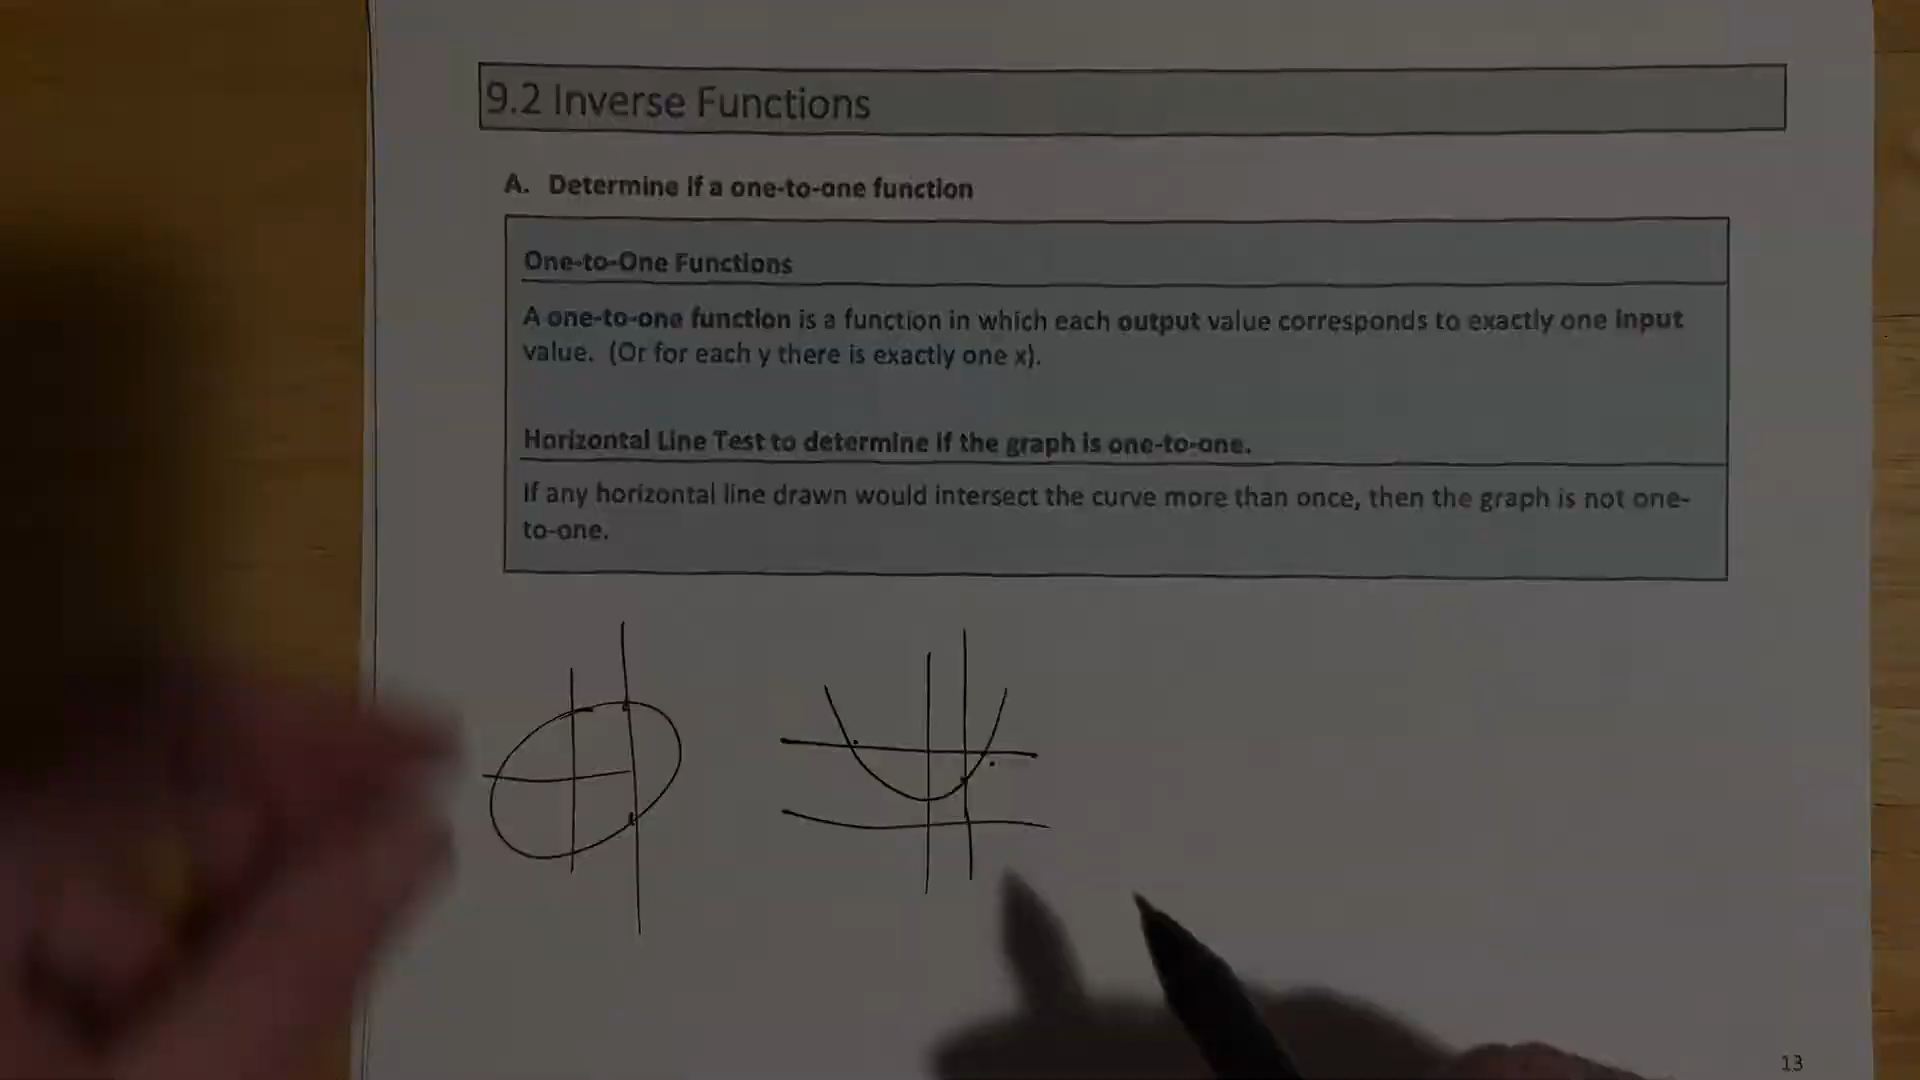 9.2 Inverse Functions
A. Determine if a one-to-one function
One-to-One Functions
A one-to-one function is a function in which each output value corresponds to exactly one input
value. (Or for each y there is exactly one x).
Horizontal Line Test to determine if the graph is one-to-one.
If any horizontal line drawn would intersect the curve more than once, then the graph is not one-
to-one.
13